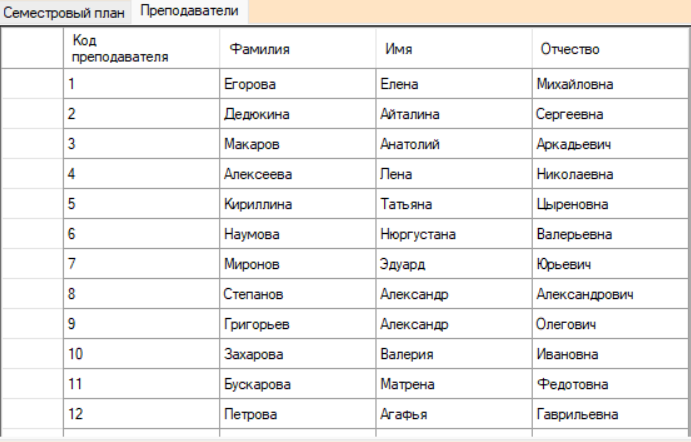 Семестровый план Преподаватели
Код преподавателя Фамилия Имя Отчество
1 Егорова Елена Михайловна
2 Дедюкина Айталина Сергеевна
3 Макаров Анатолий Аркадьевич
4 Алексеева Лена Николаевна
5 Кириллина Татьяна Цыреновна
6 Наумова Нюргустана Валерьевна
7 Миронов Эдуард Юрьевич
8 Степанов Александр Александрович
9 Григорьев Александр Олегович
10 Захарова Валерия Ивановна
11 Бускарова Матрена Федотовна
12 Петрова Агафья Гаврильевна